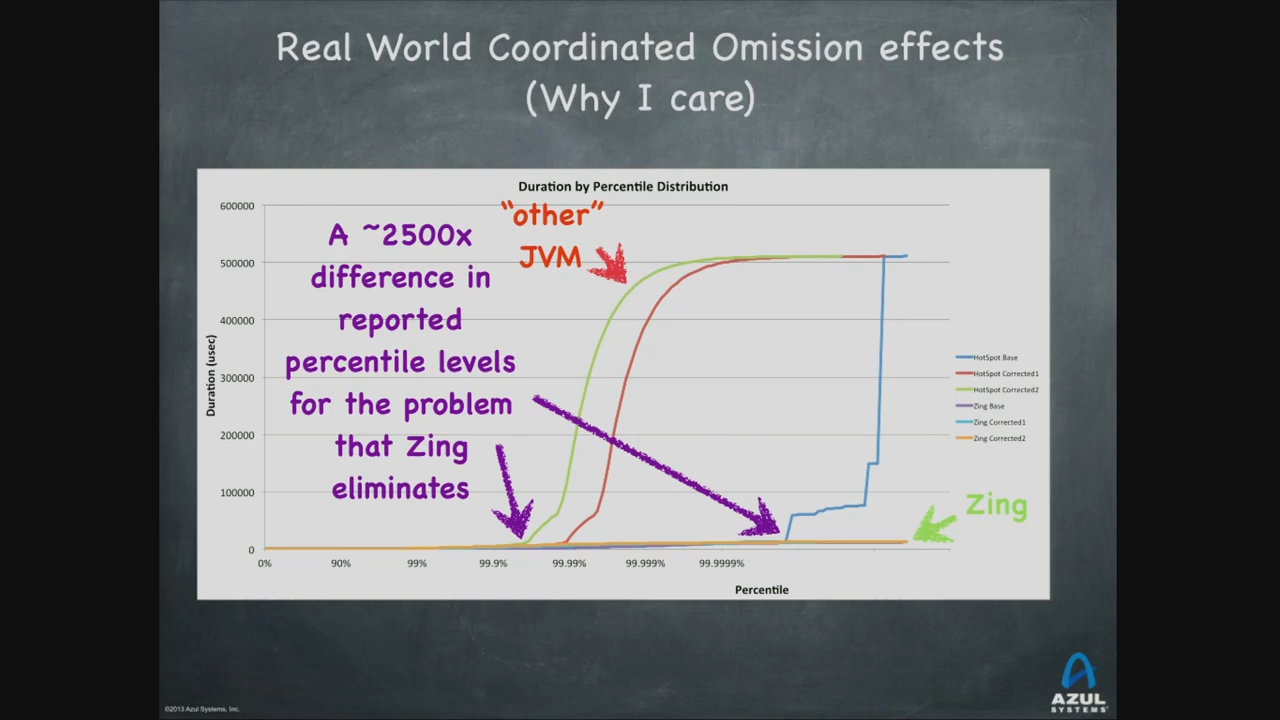 Real World Coordinated Omission effects
(Why I care)
Duration by Percentile Distribution
600000
500000
400000
300000
200000
100000
0
Duration (usec)
A ~2500x
difference in
reported
percentile levels
for the problem
that Zing
eliminates
"other"
JVM
HotSpot Base
HotSpot Corrected1
HotSpot Corrected2
Zing Base
Zing Corrected1
Zing Corrected2
Zing
0% 90% 99% 99.9% 99.99% 99.999% 99.9999%
Percentile
©2013 Azul Systems, Inc.
AZUL
SYSTEMS